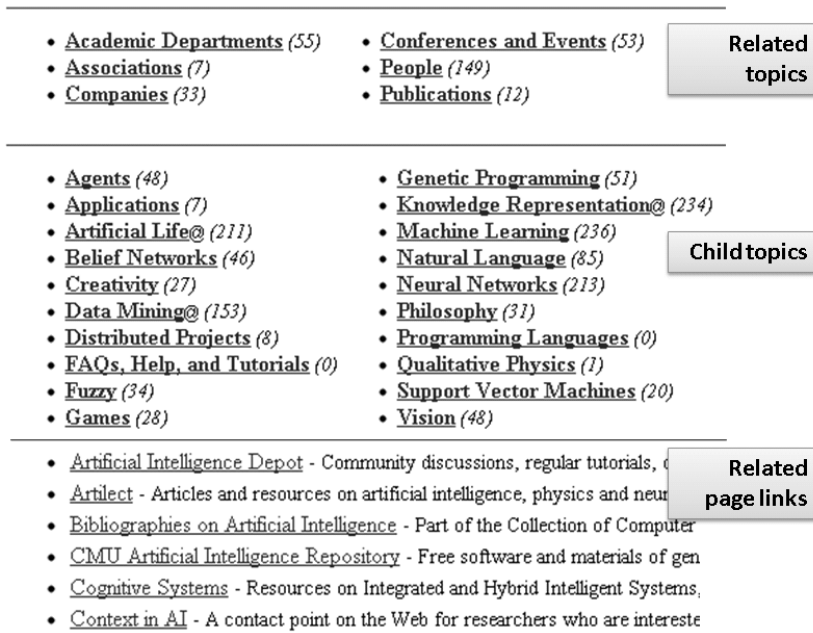 Academic Departments (55)
Associations (7)
Companies (33)
Conferences and Events (53)
People (149)
Publications (12)
Related
topics
Agents (48)
Applications (7)
Artificial Life@ (211)
Belief Networks (46)
Creativity (27)
Data Mining@ (153)
Distributed Projects (8)
FAQs, Help, and Tutorials (0)
Fuzzy (34)
Games (28)
Genetic Programming (51)
Knowledge Representation@ (234)
Machine Learning (236)
Natural Language (85)
Neural Networks (213)
Philosophy (31)
Programming Languages (0)
Qualitative Physics (1)
Support Vector Machines (20)
Vision (48)
Child topics
Artificial Intelligence Depot - Community discussions, regular tutorials,
Artilect - Articles and resources on artificial intelligence, physics and
Bibliographies on Artificial Intelligence - Part of the Collection of Computer
CMU Artificial Intelligence Repository - Free software and materials of gen
Cognitive Systems - Resources on Integrated and Hybrid Intelligent Systems,
Context in AI - A contact point on the Web for researchers who are intereste
Related
page links